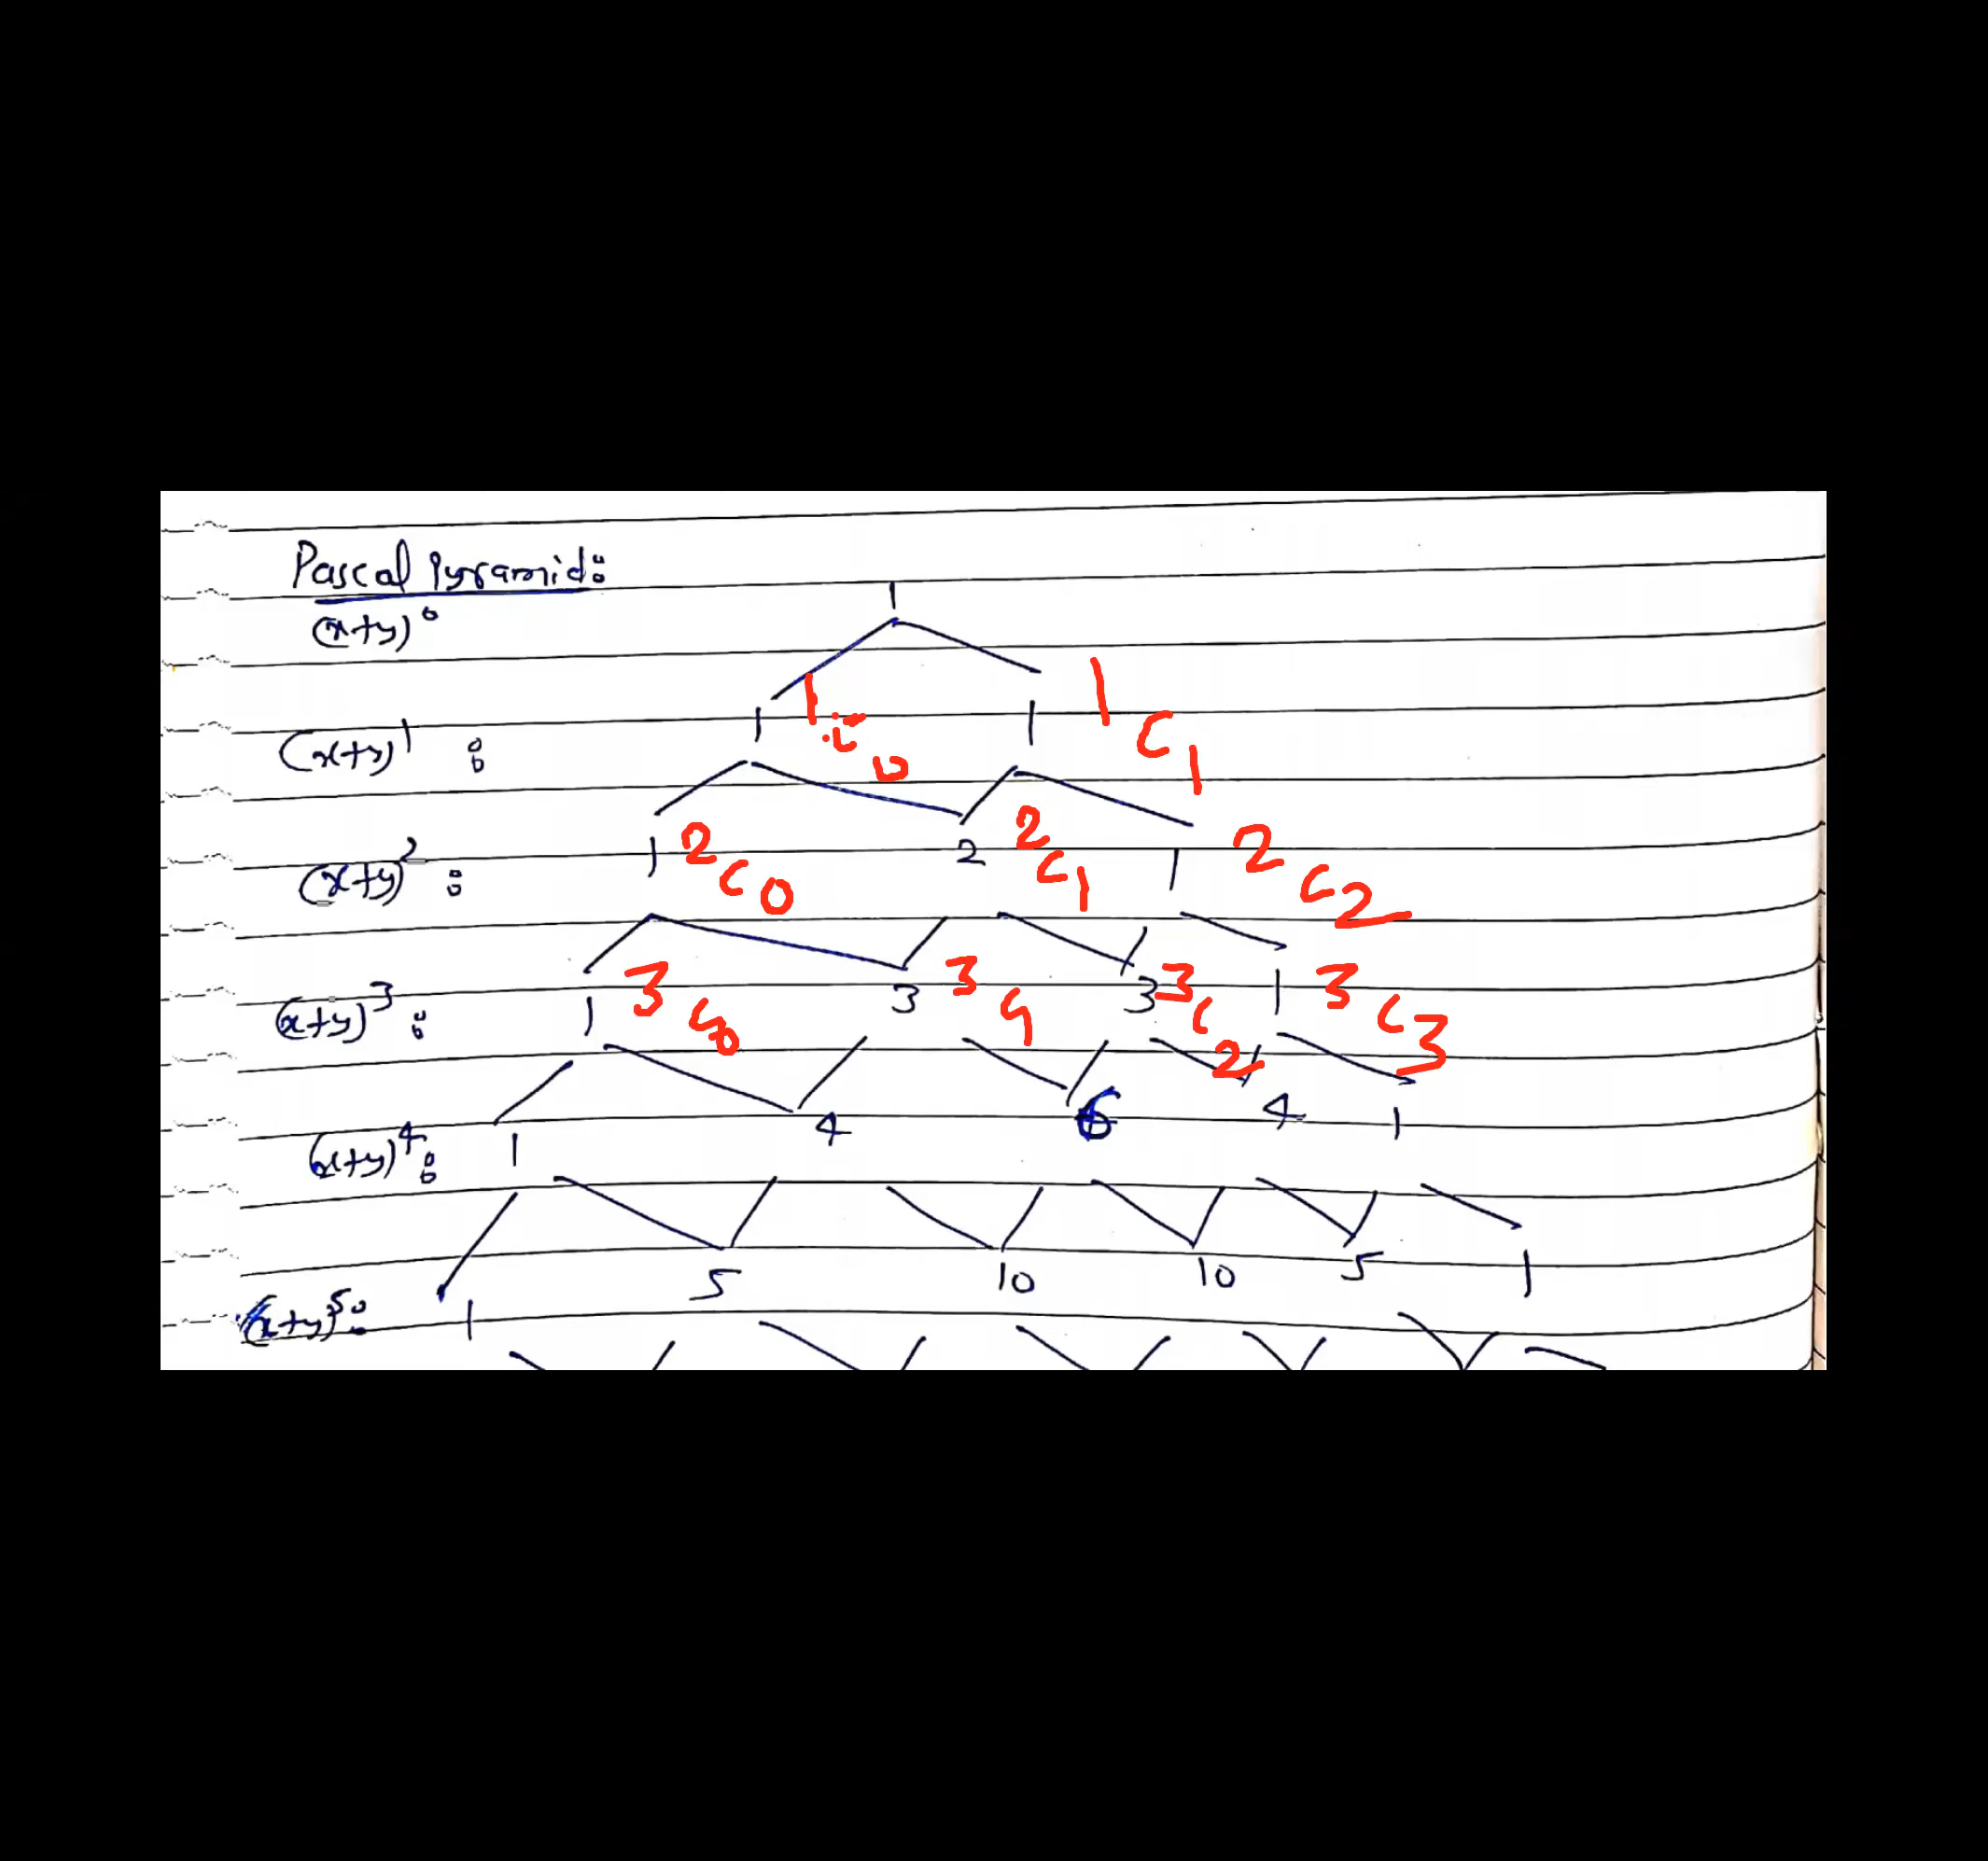 Pascal Pyramid:
(x+y)⁰ 1
(x+y)¹ : 1 ¹C₀ 1 ¹C₁
(x+y)² : 1 ²C₀ 2 ²C₁ 1 ²C₂
(x+y)³ : 1 ³C₀ 3 ³C₁ 3 ³C₂ 1 ³C₃
(x+y)⁴ : 1 4 6 4 1
(x+y)⁵ : 1 5 10 10 5 1